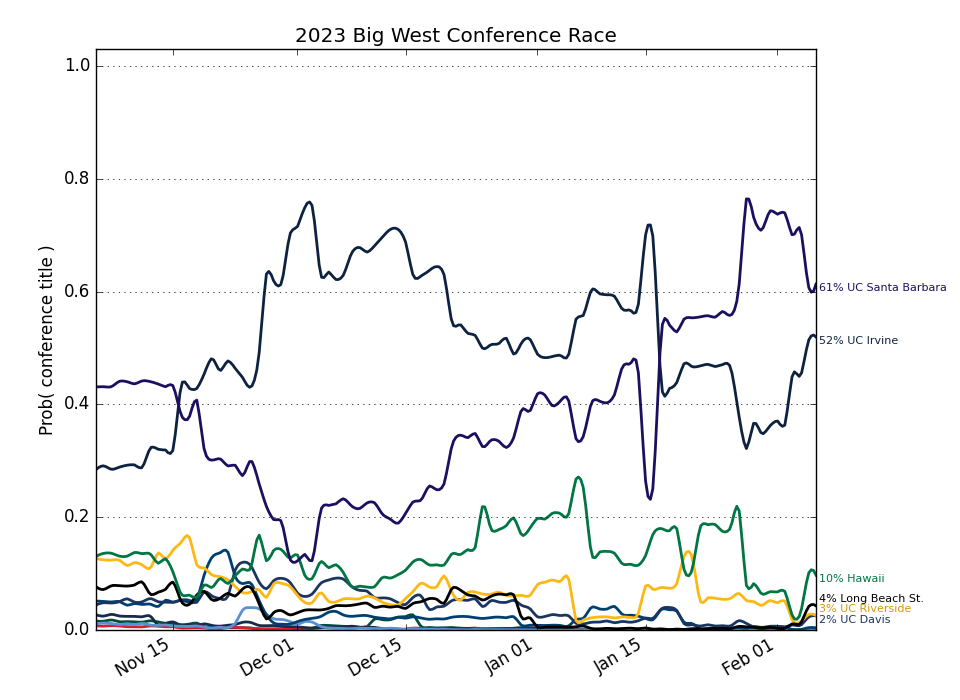 2023 Big West Conference Race
Prob( conference title )
1.0
0.8
0.6
0.4
0.2
0.0
61% UC Santa Barbara
52% UC Irvine
10% Hawaii
4% Long Beach St.
3% UC Riverside
2% UC Davis
Nov 15
Dec 01
Dec 15
Jan 01
Jan 15
Feb 01